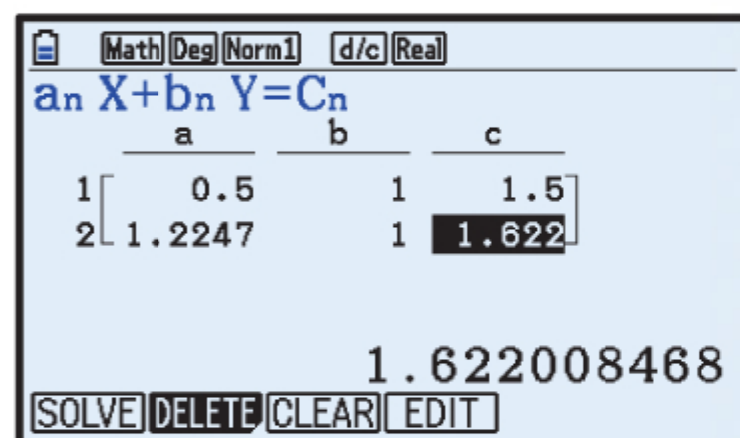 Math Deg Norm1 d/c Real
an X+bn Y=Cn
a b c
1 0.5 1 1.5
2 1.2247 1 1.622
1.622008468
SOLVE DELETE CLEAR EDIT